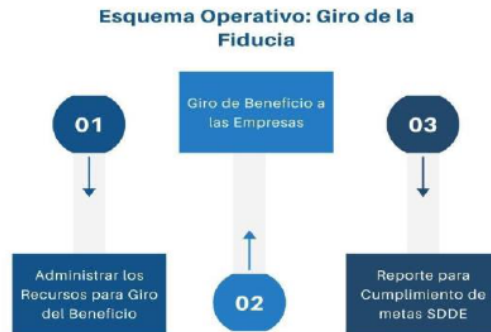 Esquema Operativo: Giro de la
Fiducia
01
Administrar los
Recursos para Giro
del Beneficio
Giro de Beneficio a
las Empresas
02
03
Reporte para
Cumplimiento de
metas SDDE